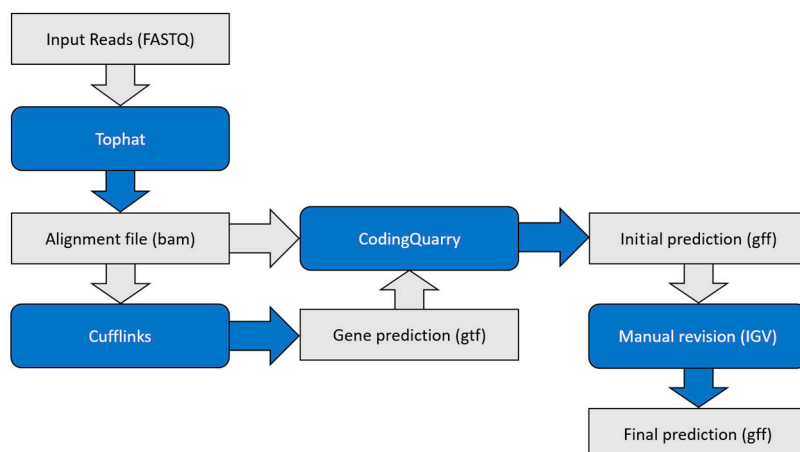 Input Reads (FASTQ)
Tophat
Alignment file (bam)
CodingQuarry
Initial prediction (gff)
Cufflinks
Gene prediction (gtf)
Manual revision (IGV)
Final prediction (gff)